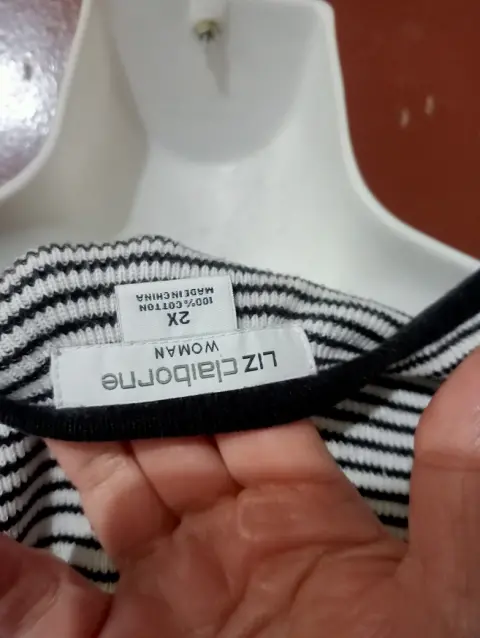 LIZ claiborne
WOMAN
2X
100% COTTON
MADE IN CHINA